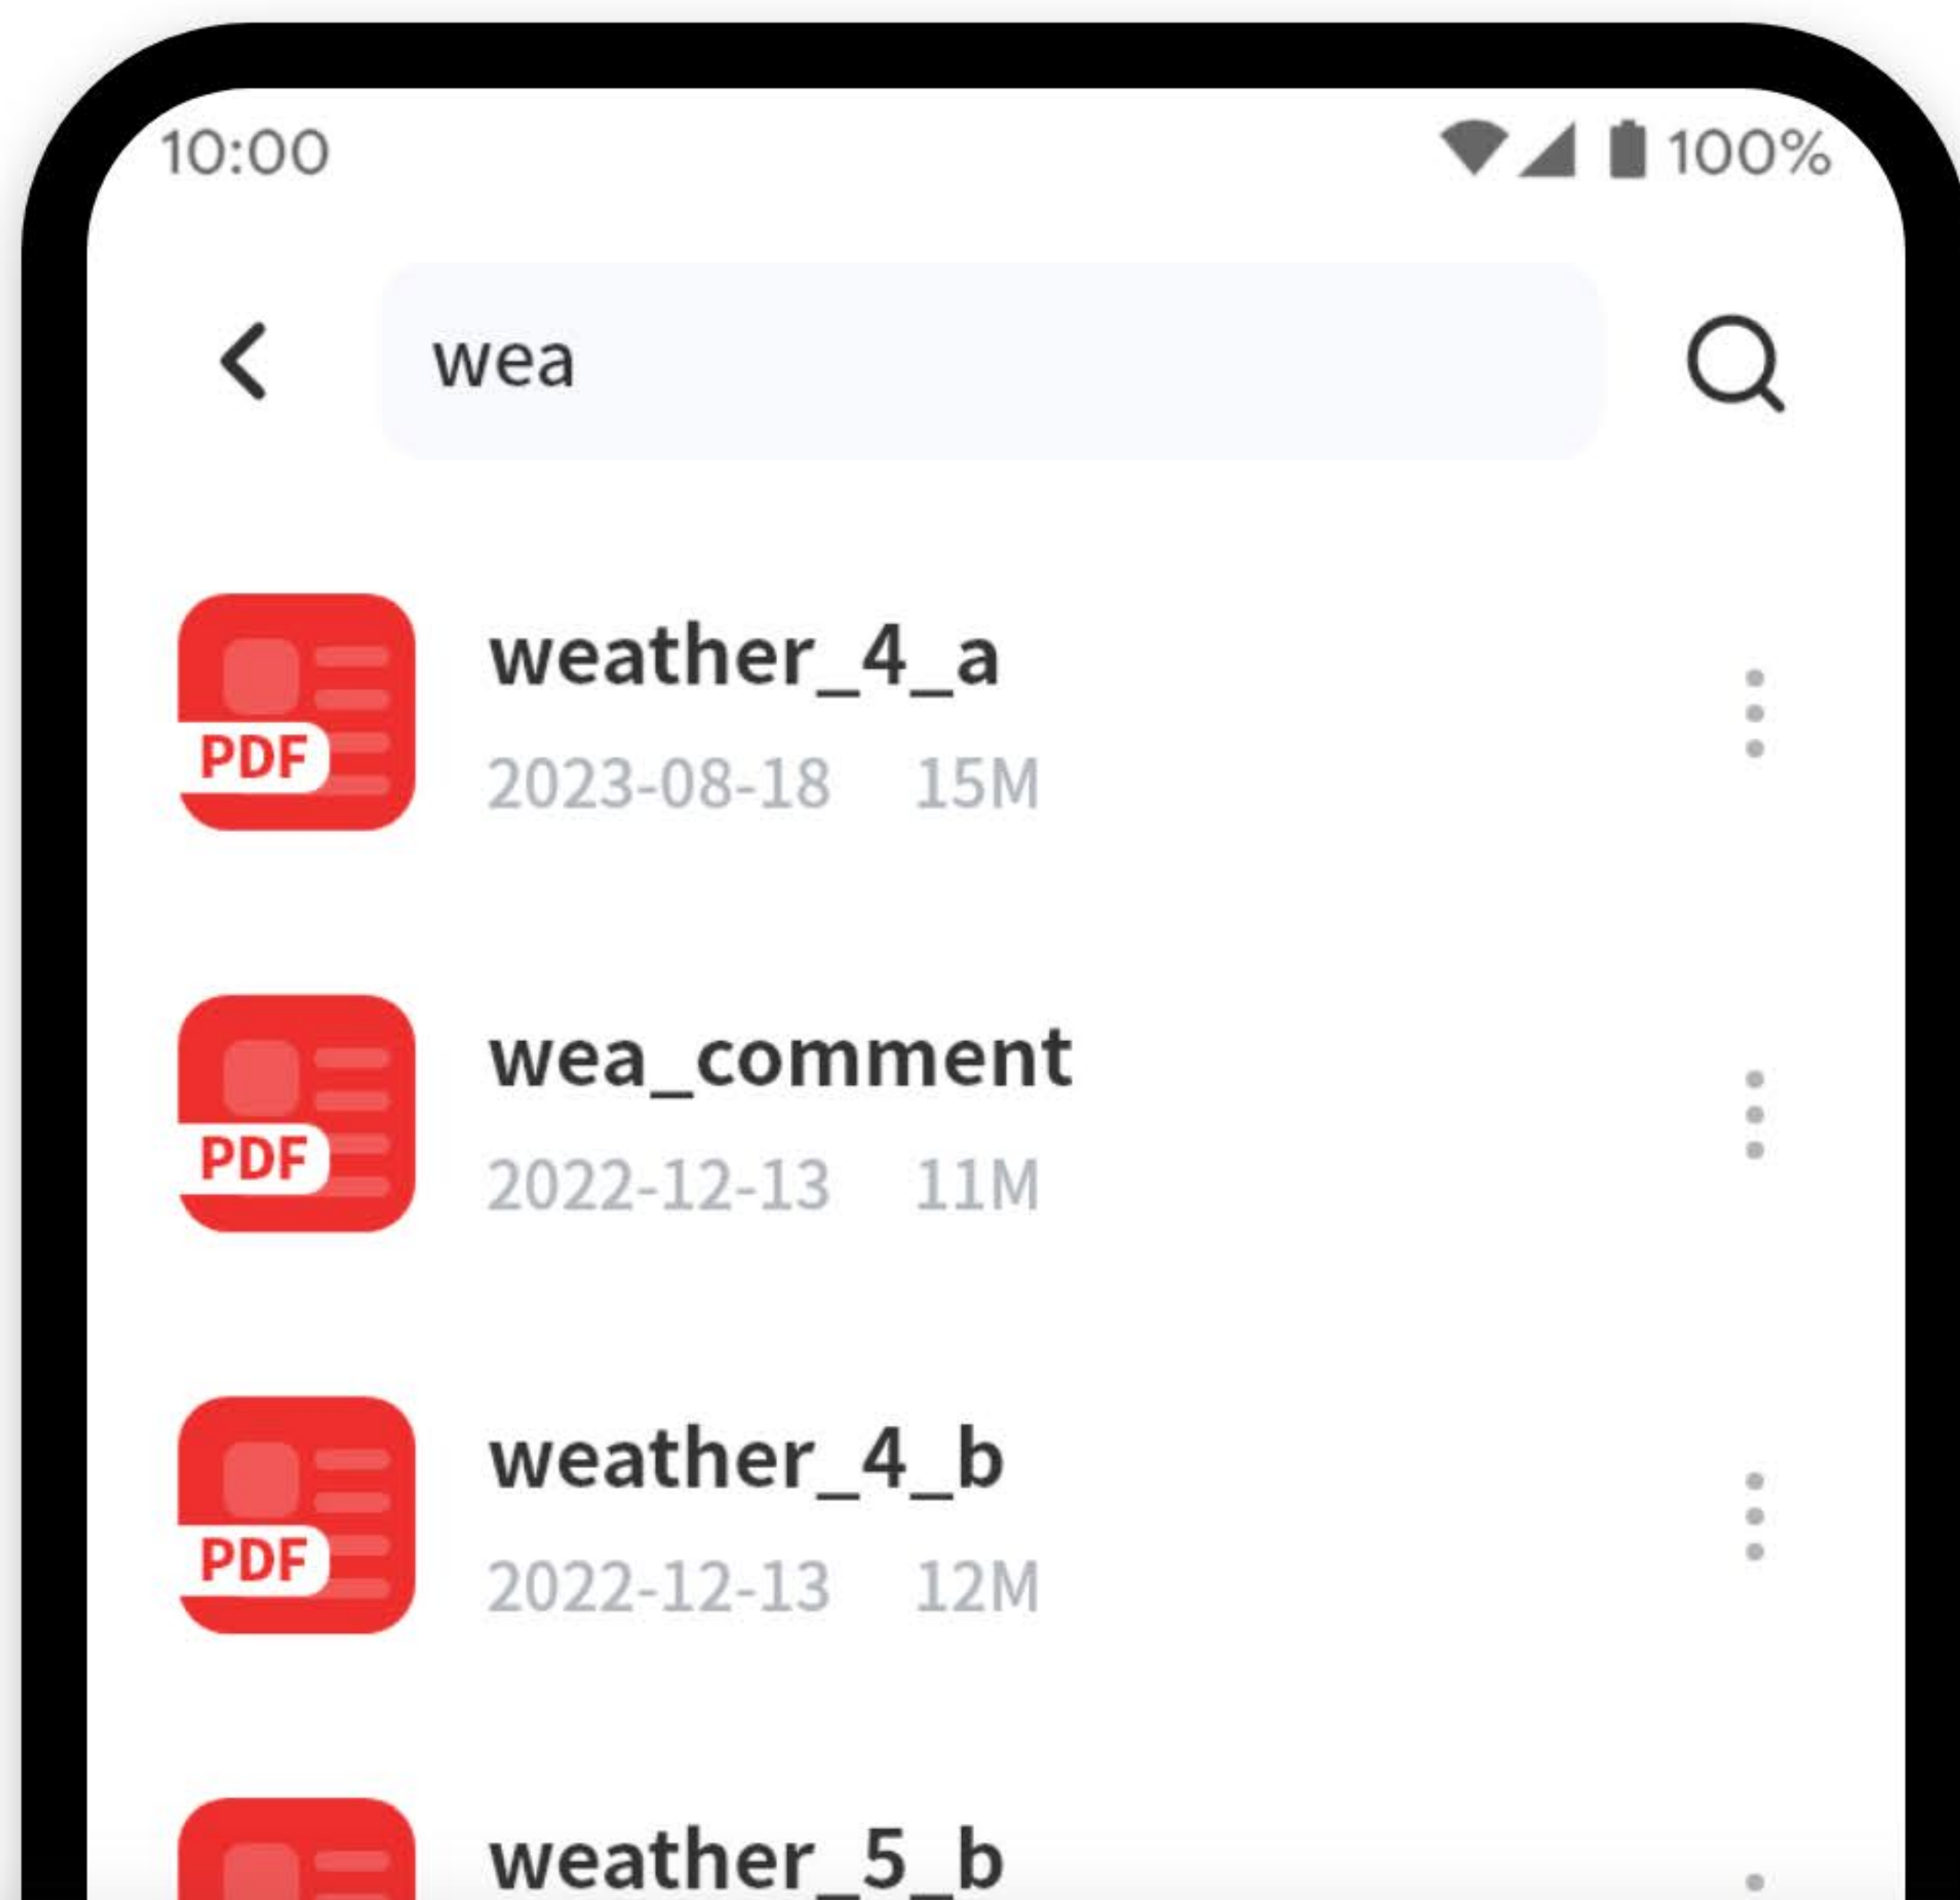 10:00 100%
wea
weather_4_a
PDF
2023-08-18 15M
wea_comment
PDF
2022-12-13 11M
weather_4_b
PDF
2022-12-13 12M
weather_5_b